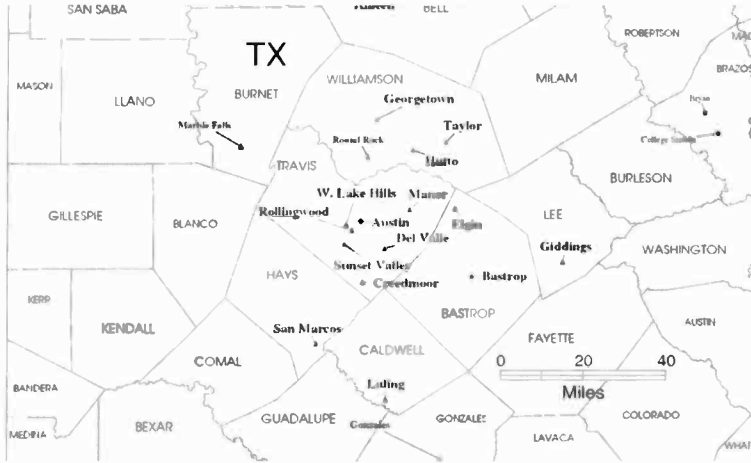 SAN SABA
BELL
ROBERTSON
TX
WILLIAMSON
MILAM
BRAZOS
MASON
LLANO
BURNET
Georgetown
Bryan
Marble Falls
Taylor
Round Rock
College Station
Hutto
TRAVIS
BURLESON
W. Lake Hills
Manor
GILLESPIE
BLANCO
Rollingwood
Austin
Elgin
LEE
Del Valle
Giddings
WASHINGTON
Sunset Valley
HAYS
Creedmoor
Bastrop
KERR
KENDALL
BASTROP
AUSTIN
San Marcos
FAYETTE
COMAL
CALDWELL
0 20 40
Miles
BANDERA
Luling
BEXAR
GUADALUPE
Gonzales
GONZALES
COLORADO
MEDINA
LAVACA